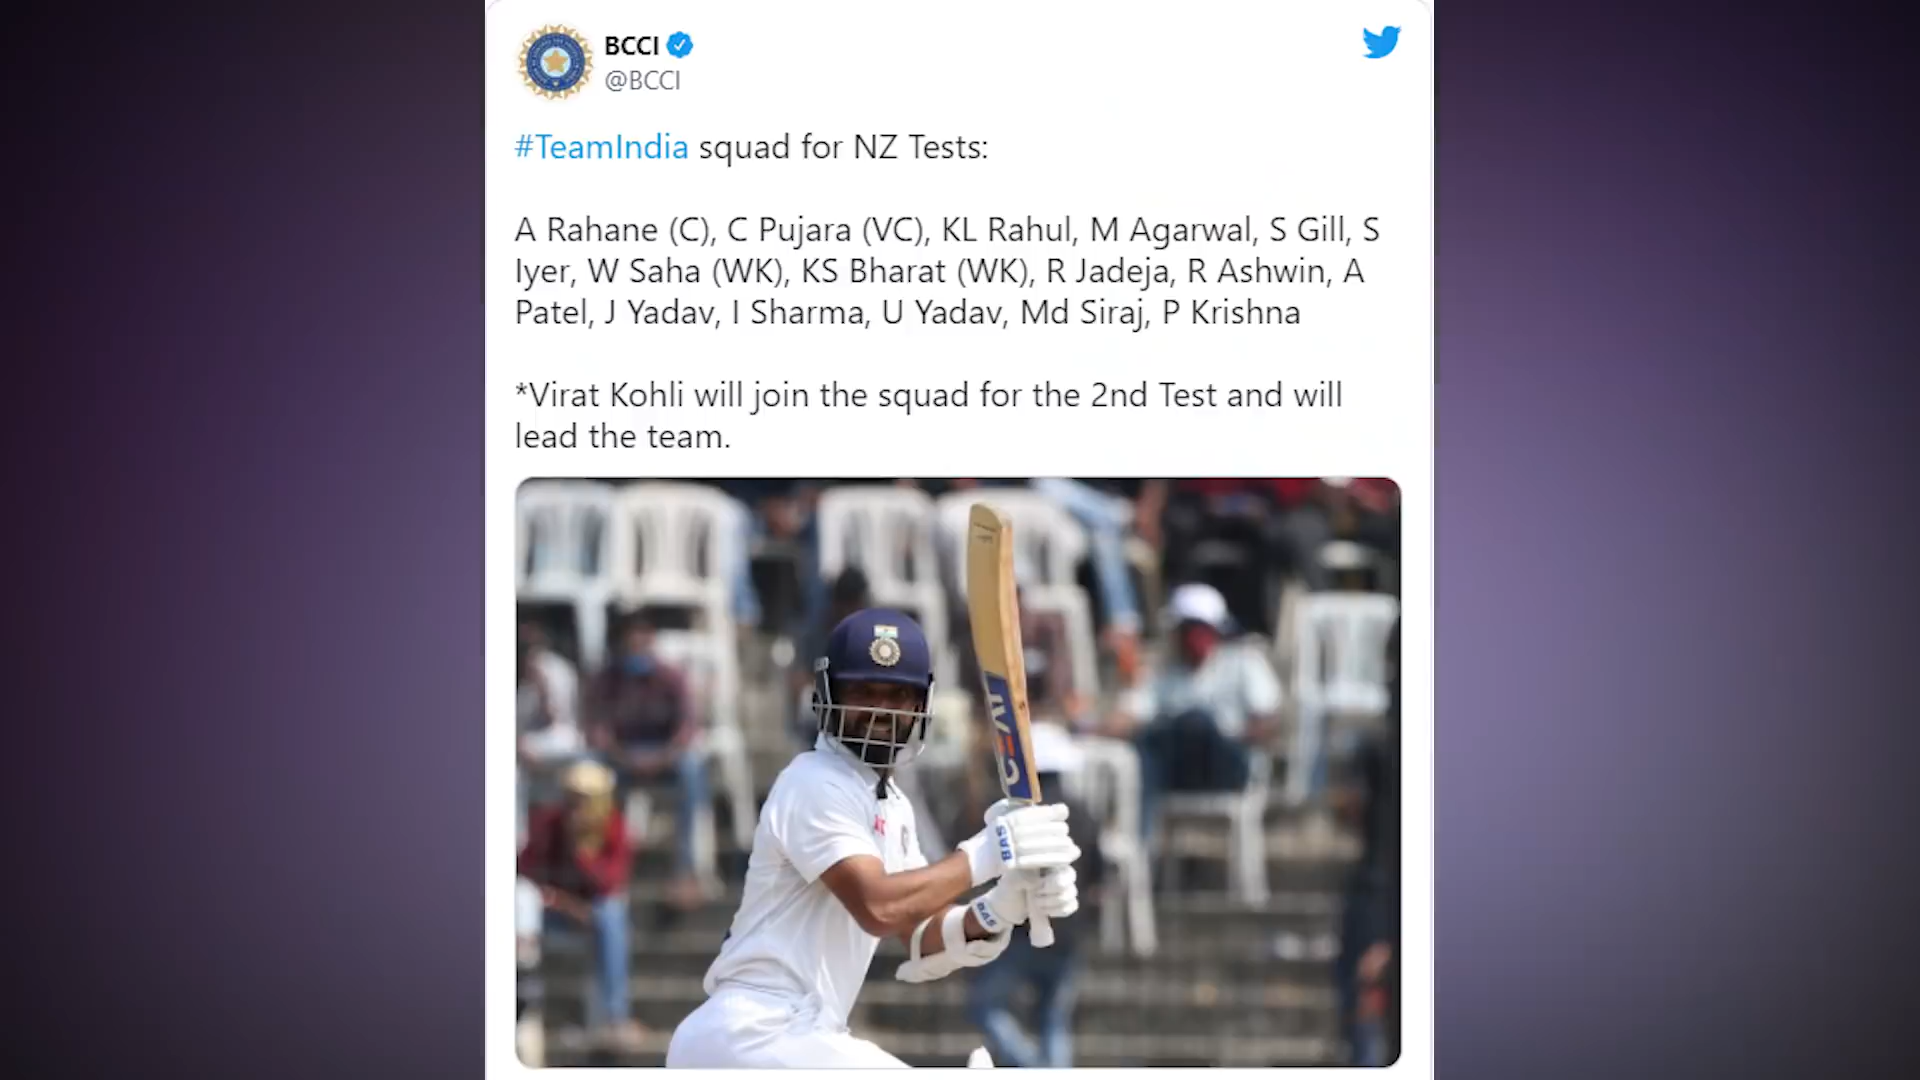 BCCI
@BCCI
#TeamIndia squad for NZ Tests:
A Rahane (C), C Pujara (VC), KL Rahul, M Agarwal, S Gill, S
Iyer, W Saha (WK), KS Bharat (WK), R Jadeja, R Ashwin, A
Patel, J Yadav, I Sharma, U Yadav, Md Siraj, P Krishna
*Virat Kohli will join the squad for the 2nd Test and will
lead the team.
CEAT
BAS
BAS